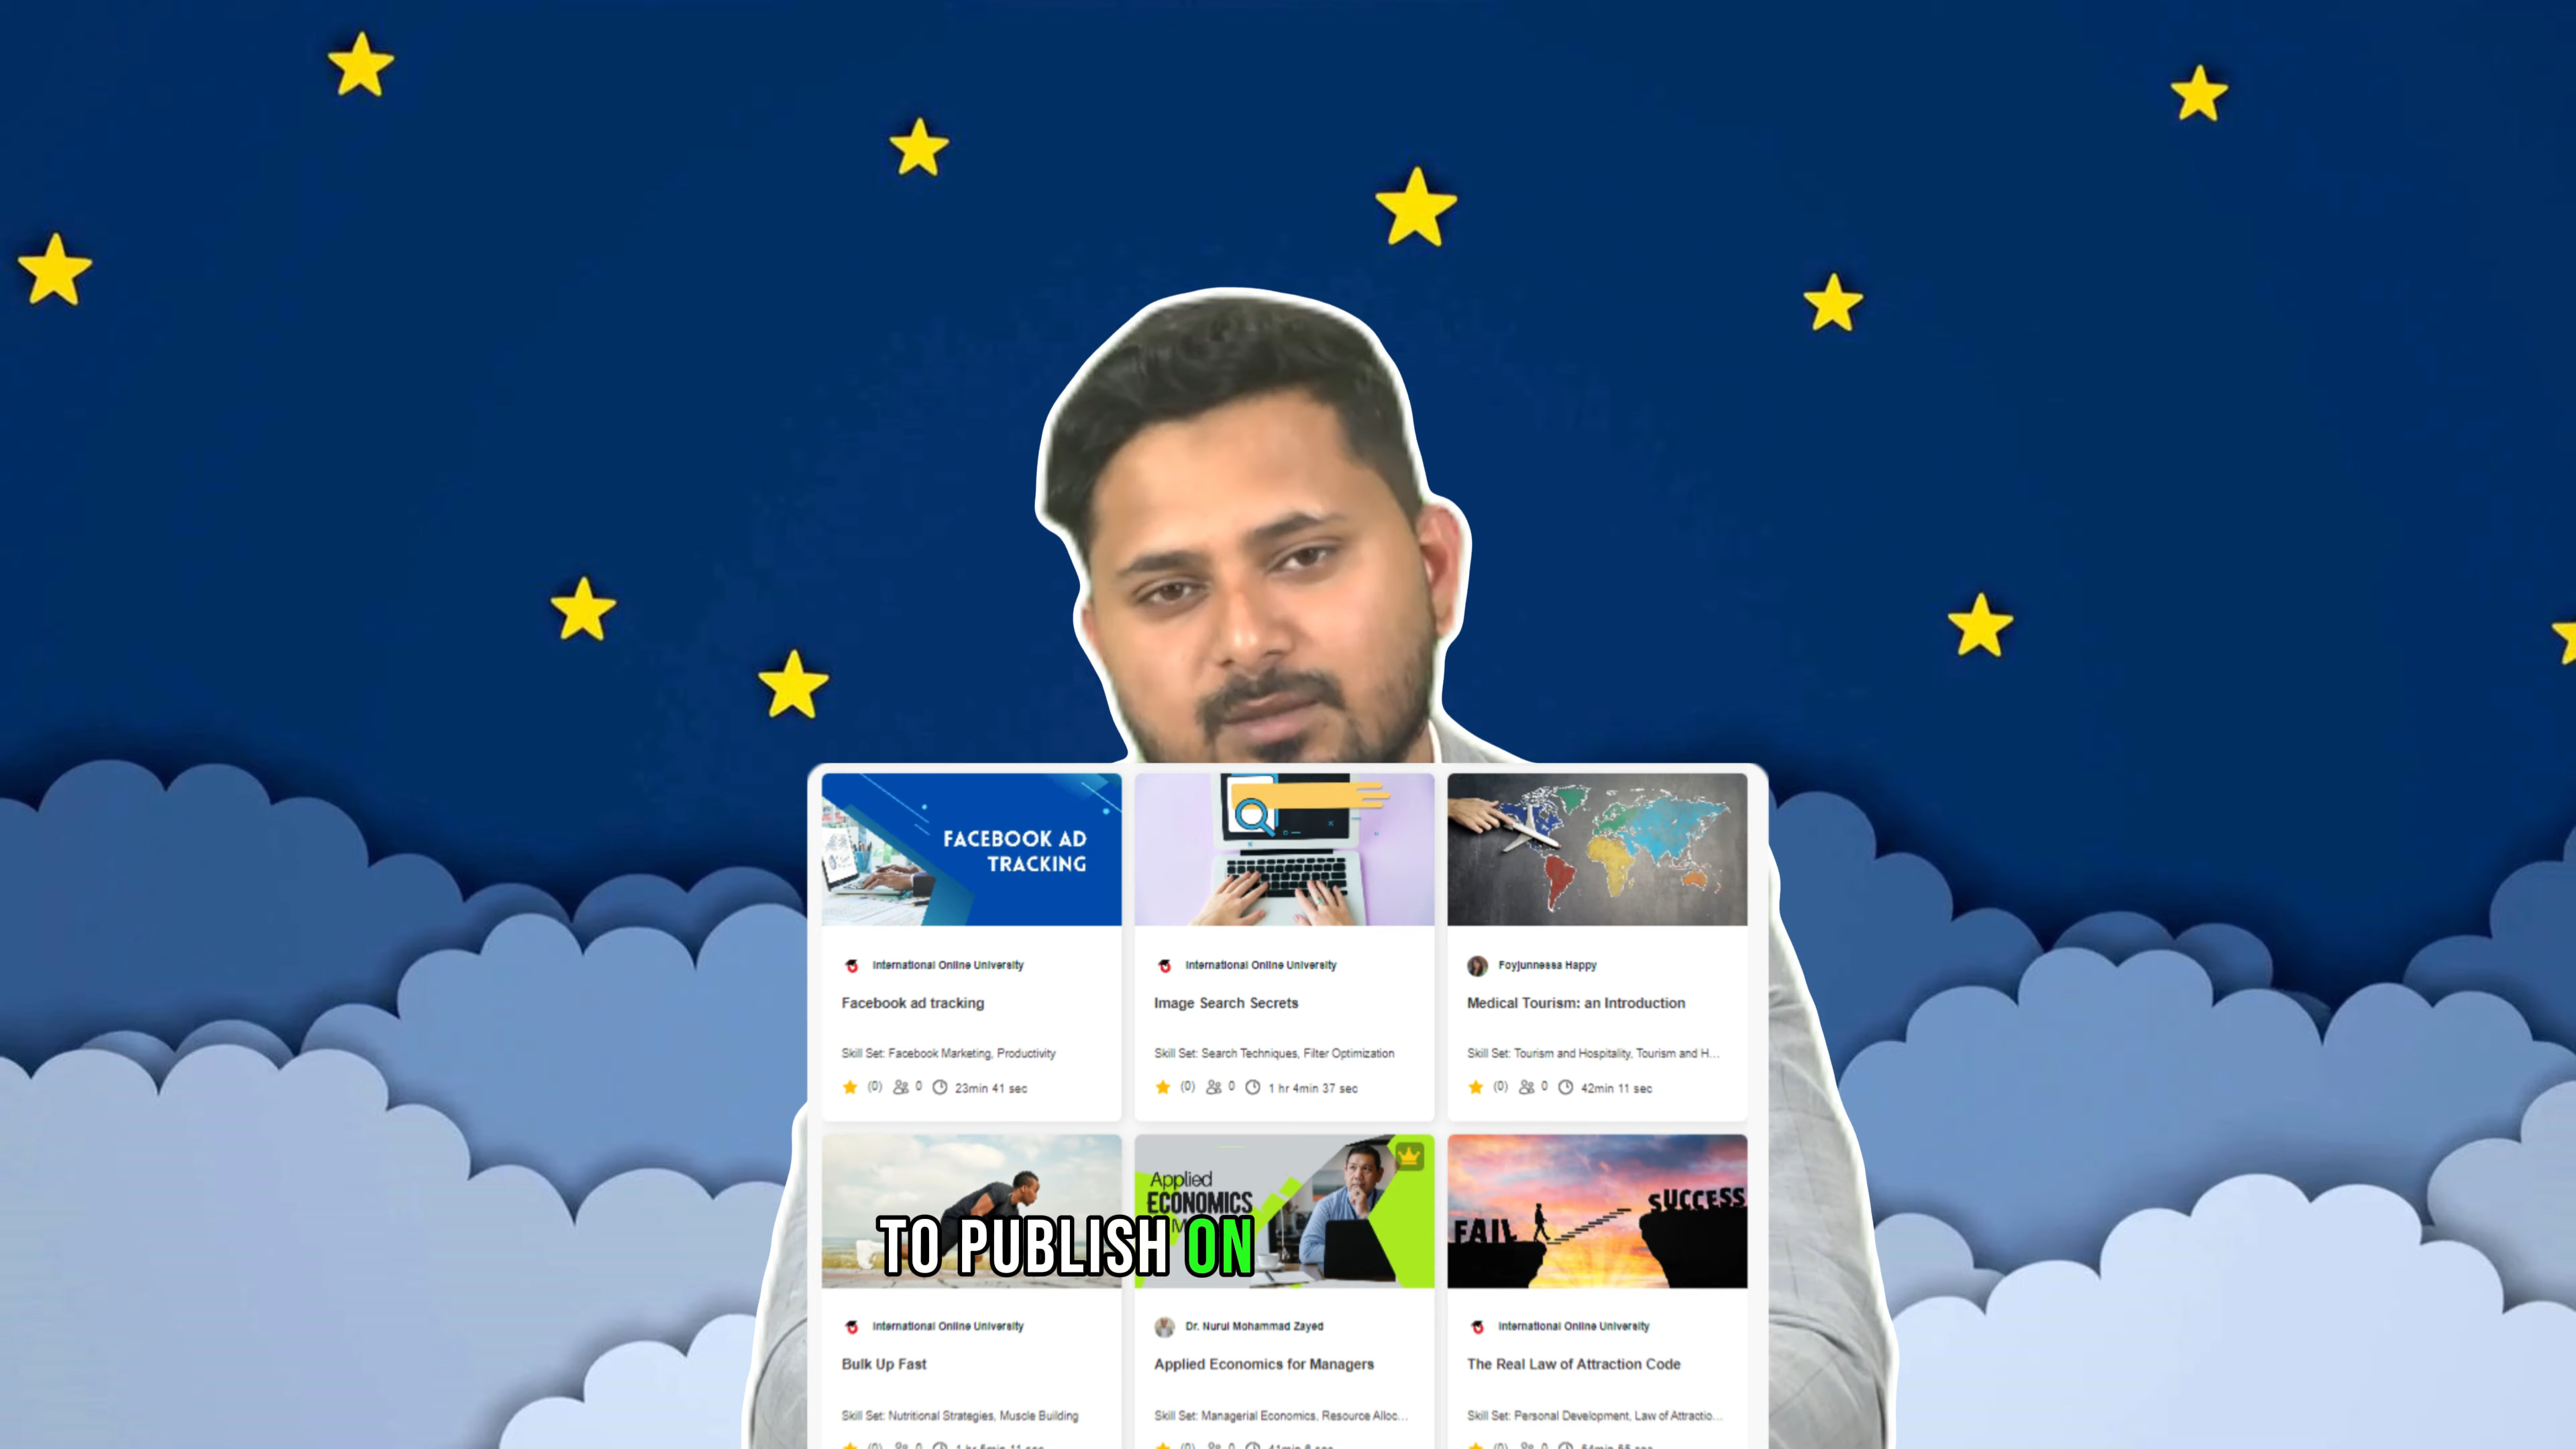 FACEBOOK AD
TRACKING
International Online University
Facebook ad tracking
Skill Set: Facebook Marketing, Productivity
(0) 0 23min 41 sec
International Online University
Image Search Secrets
Skill Set: Search Techniques, Filter Optimization
(0) 0 1 hr 4min 37 sec
Foyjunnessa Happy
Medical Tourism: an Introduction
Skill Set: Tourism and Hospitality, Tourism and H...
(0) 0 42min 11 sec
Applied
ECONOMICS
FAIL
SUCCESS
TO PUBLISH ON
International Online University
Bulk Up Fast
Skill Set: Nutritional Strategies, Muscle Building
Dr. Nurul Mohammad Zayed
Applied Economics for Managers
Skill Set: Managerial Economics, Resource Alloc...
International Online University
The Real Law of Attraction Code
Skill Set: Personal Development, Law of Attractio...